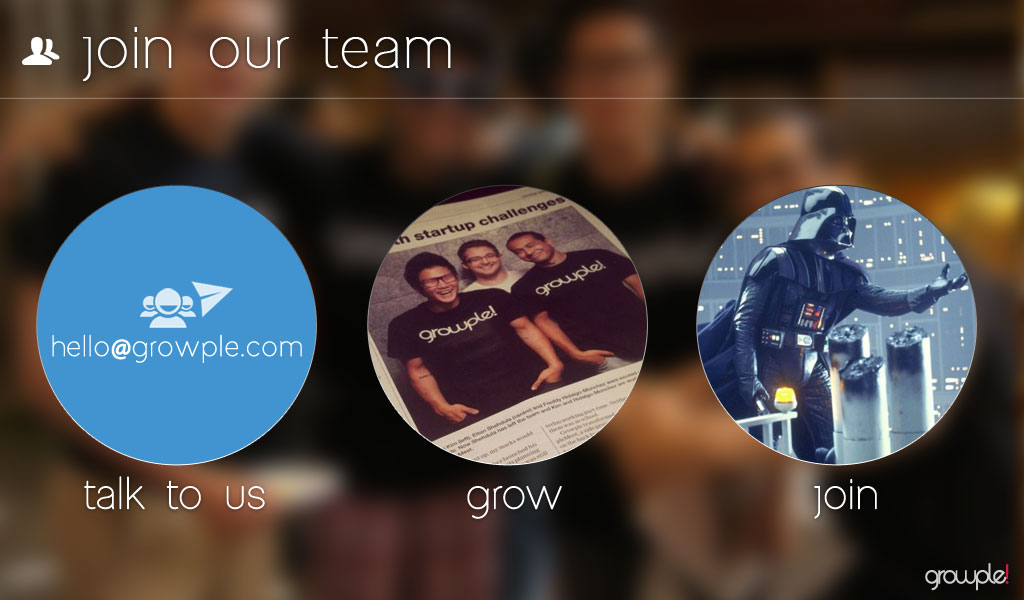 join our team
th startup challenges
growple!
growple!
hello@growple.com
talk to us
grow
join
growple!